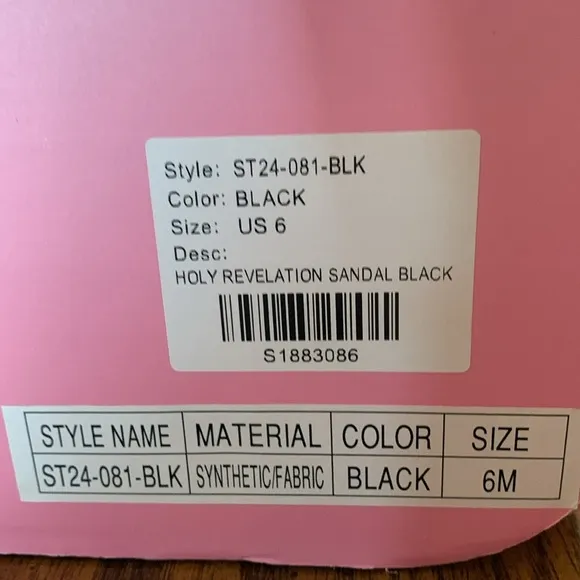 Style: ST24-081-BLK
Color: BLACK
Size: US 6
Desc:
HOLY REVELATION SANDAL BLACK
S1883086
STYLE NAME MATERIAL COLOR SIZE
ST24-081-BLK SYNTHETIC/FABRIC BLACK 6M